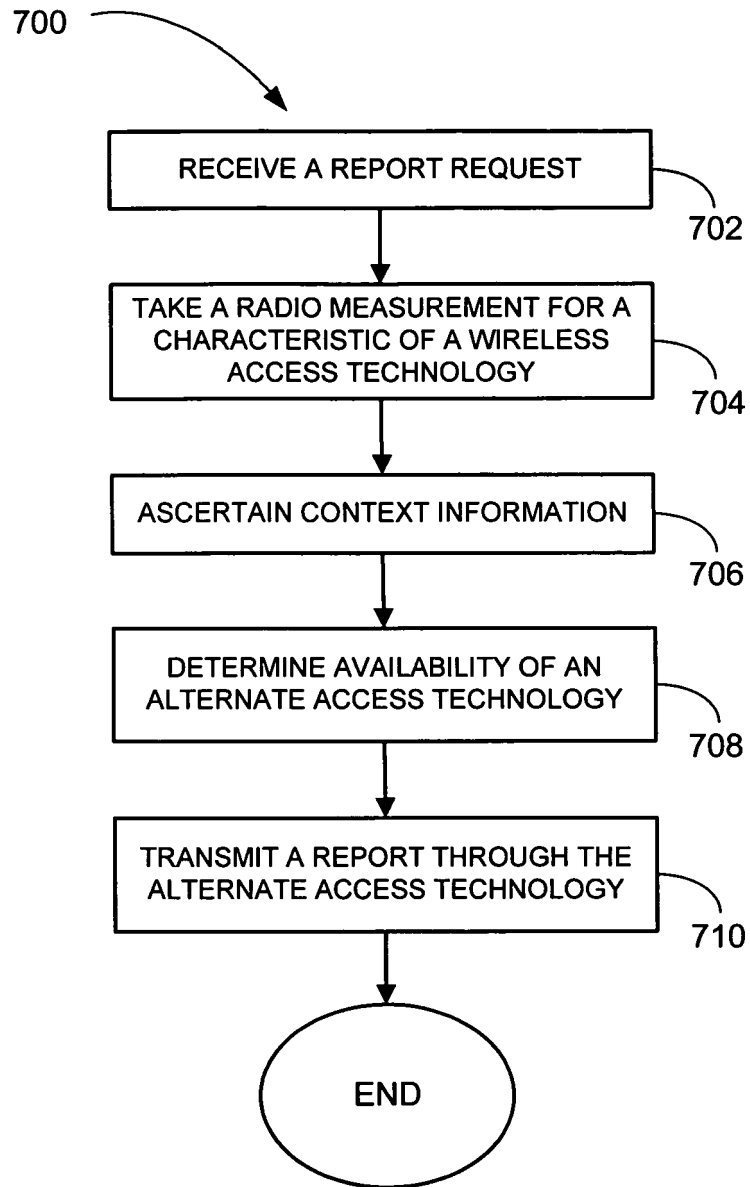 700
RECEIVE A REPORT REQUEST
702
TAKE A RADIO MEASUREMENT FOR A
CHARACTERISTIC OF A WIRELESS
ACCESS TECHNOLOGY
704
ASCERTAIN CONTEXT INFORMATION
706
DETERMINE AVAILABILITY OF AN
ALTERNATE ACCESS TECHNOLOGY
708
TRANSMIT A REPORT THROUGH THE
ALTERNATE ACCESS TECHNOLOGY
710
END